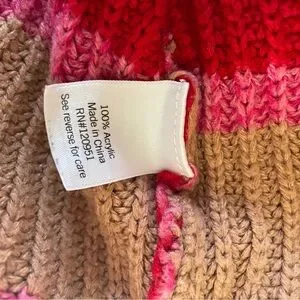 100% Acrylic
Made in China
RN#120951
See reverse for care